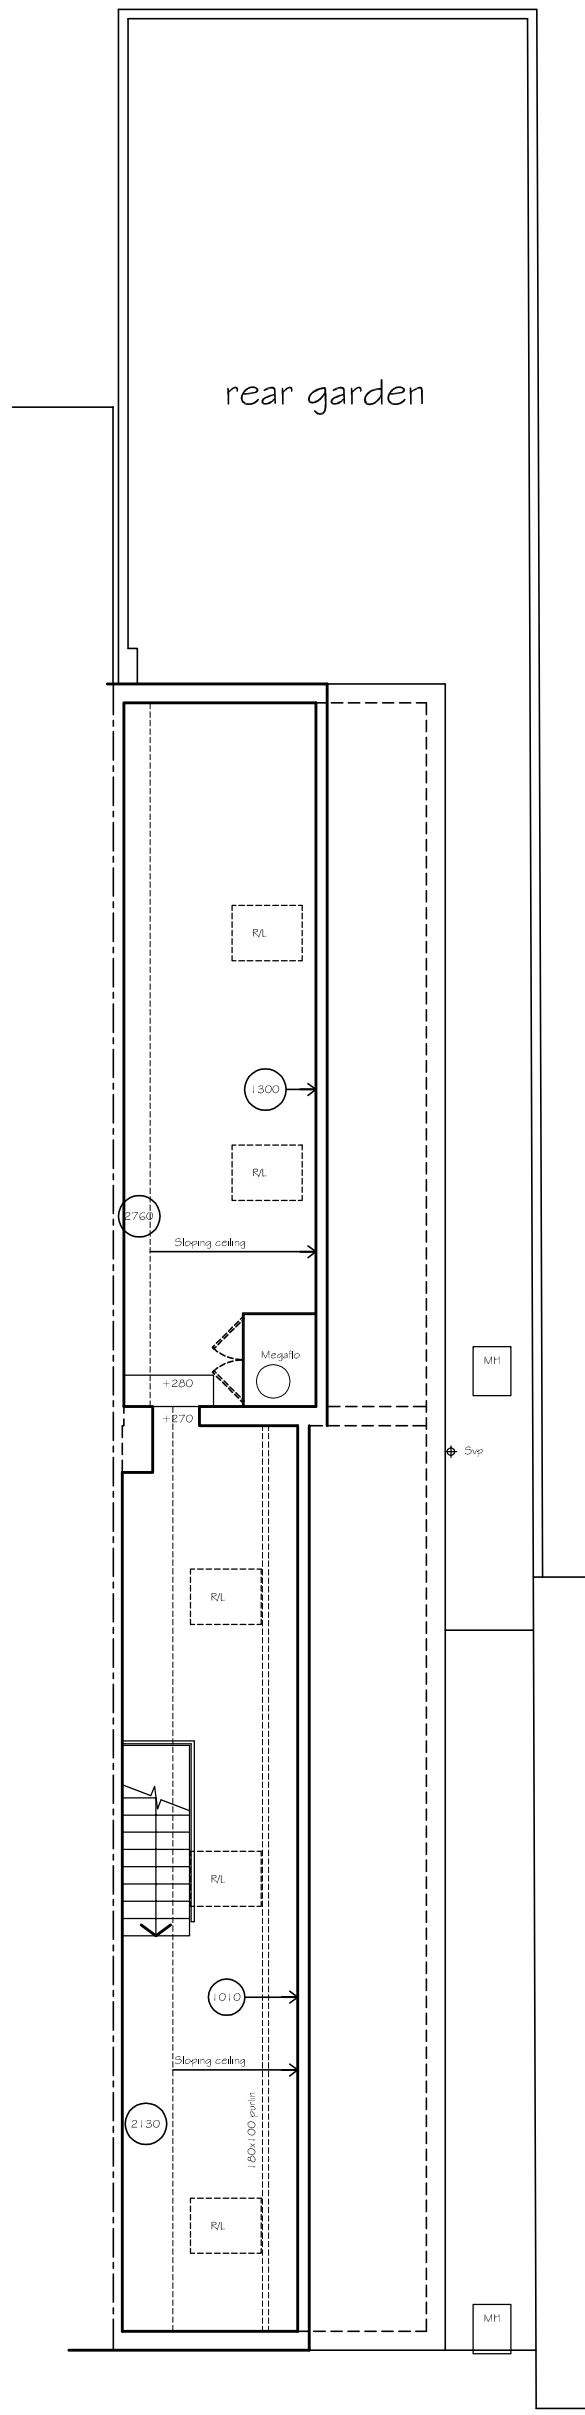 rear garden
R/L
1300
R/L
2760
Sloping ceiling
Megaflo
MH
+280
+270
Svp
R/L
R/L
1010
Sloping ceiling
180x100 purlin
2130
R/L
MH